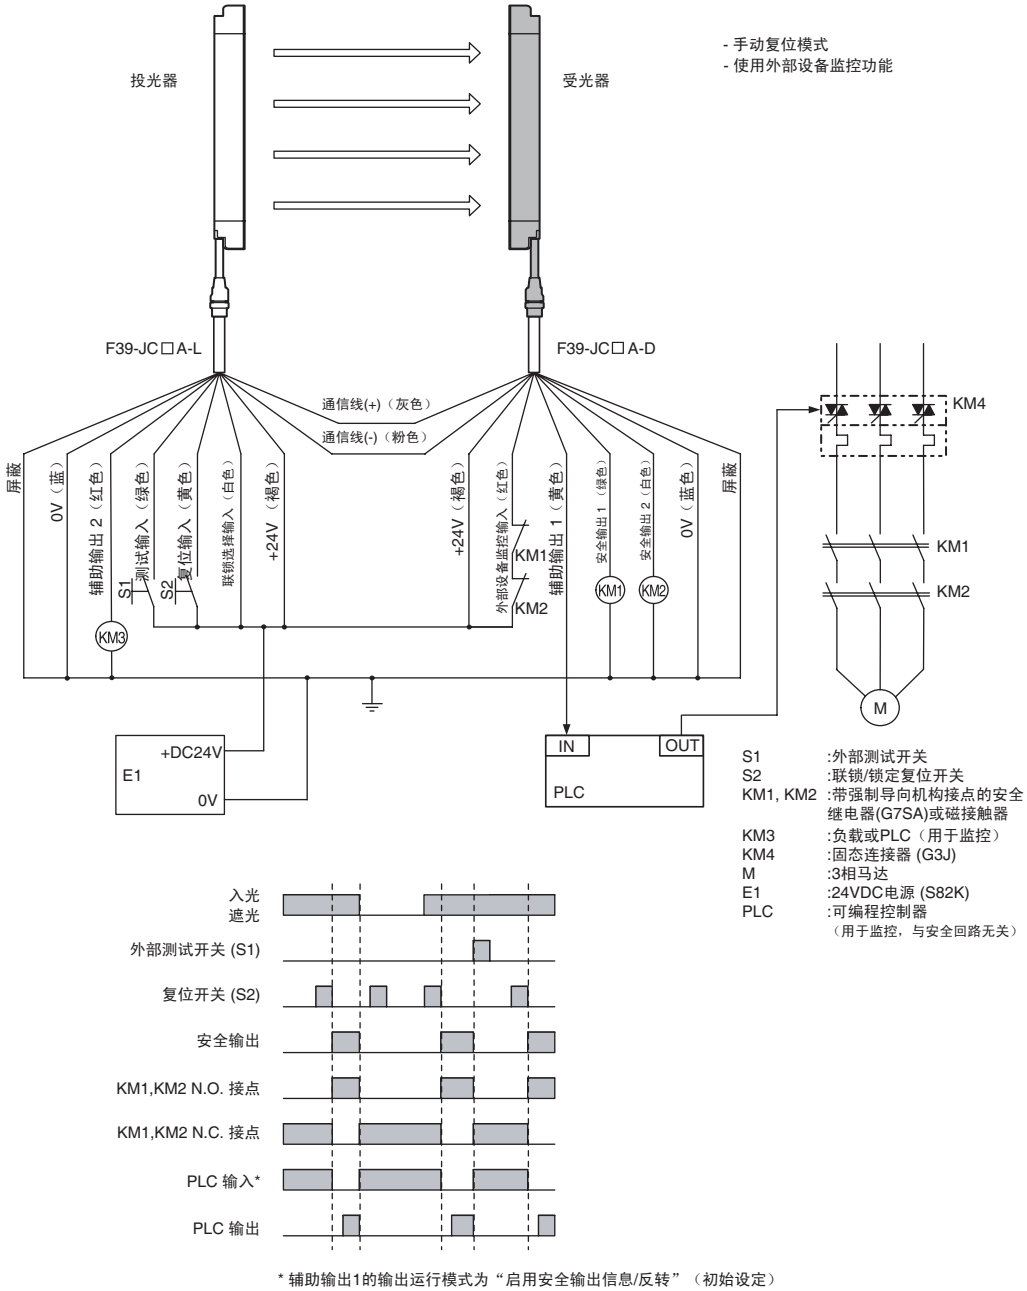 投光器
受光器
- 手动复位模式
- 使用外部设备监控功能
F39-JC□A-L
F39-JC□A-D
通信线(+)（灰色）
通信线(-)（粉色）
屏蔽
0V（蓝）
辅助输出 2（红色）
测试输入（绿色）
S1
复位输入（黄色）
S2
联锁选择输入（白色）
+24V（褐色）
+24V（褐色）
外部设备监控输入（红色）
KM1
KM2
辅助输出 1（黄色）
安全输出 1（绿色）
安全输出 2（白色）
0V（蓝色）
屏蔽
KM3
KM1
KM2
KM4
KM1
KM2
M
E1
+DC24V
0V
IN
OUT
PLC
S1 :外部测试开关
S2 :联锁/锁定复位开关
KM1, KM2 :带强制导向机构接点的安全
继电器(G7SA)或磁接触器
KM3 :负载或PLC（用于监控）
KM4 :固态连接器 (G3J)
M :3相马达
E1 :24VDC电源 (S82K)
PLC :可编程控制器
（用于监控，与安全回路无关）
入光
遮光
外部测试开关 (S1)
复位开关 (S2)
安全输出
KM1,KM2 N.O. 接点
KM1,KM2 N.C. 接点
PLC 输入*
PLC 输出
* 辅助输出1的输出运行模式为“启用安全输出信息/反转”（初始设定）